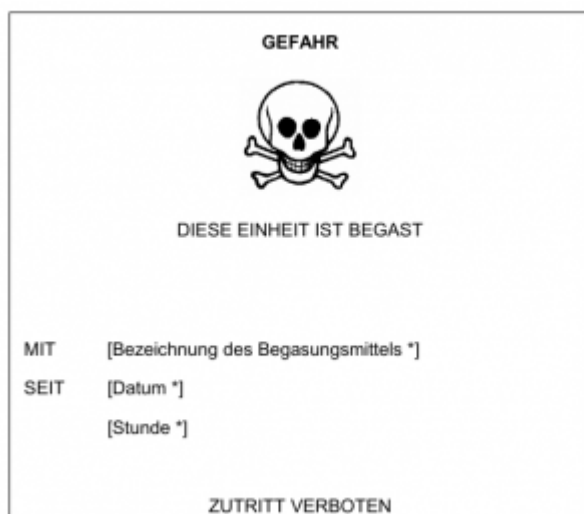 GEFAHR
DIESE EINHEIT IST BEGAST
MIT [Bezeichnung des Begasungsmittels *]
SEIT [Datum *]
[Stunde *]
ZUTRITT VERBOTEN